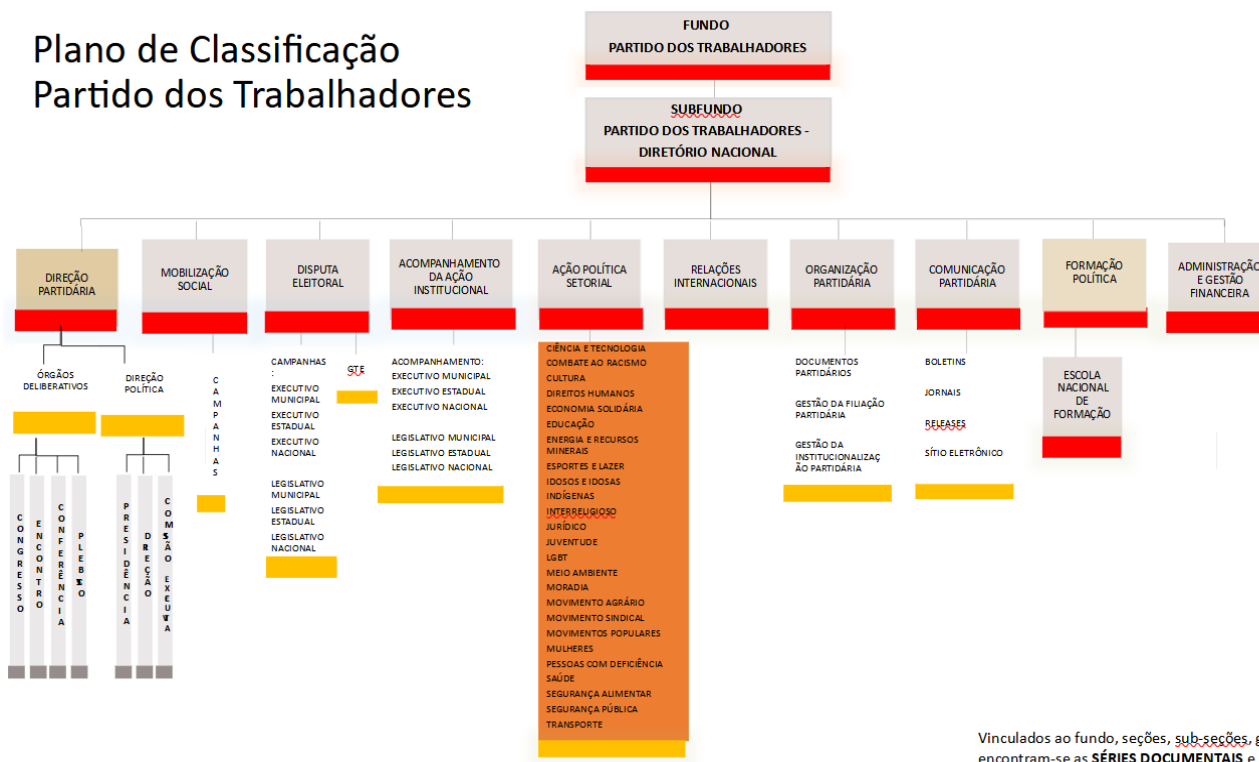 Plano de Classificação
Partido dos Trabalhadores
FUNDO
PARTIDO DOS TRABALHADORES
SUBFUNDO
PARTIDO DOS TRABALHADORES -
DIRETÓRIO NACIONAL
DIREÇÃO
PARTIDÁRIA
MOBILIZAÇÃO
SOCIAL
DISPUTA
ELEITORAL
ACOMPANHAMENTO
DA AÇÃO
INSTITUCIONAL
AÇÃO POLÍTICA
SETORIAL
RELAÇÕES
INTERNACIONAIS
ORGANIZAÇÃO
PARTIDÁRIA
COMUNICAÇÃO
PARTIDÁRIA
FORMAÇÃO
POLÍTICA
ADMINISTRAÇÃO
E GESTÃO
FINANCEIRA
ÓRGÃOS
DELIBERATIVOS
DIREÇÃO
POLÍTICA
CONGRESSO
ENCONTRO
CONFERÊNCIA
PRESIDÊNCIA
CAMPANHAS
CAMPANHAS
:
EXECUTIVO
MUNICIPAL
EXECUTIVO
ESTADUAL
EXECUTIVO
NACIONAL
LEGISLATIVO
MUNICIPAL
LEGISLATIVO
ESTADUAL
LEGISLATIVO
NACIONAL
GTE
ACOMPANHAMENTO:
EXECUTIVO MUNICIPAL
EXECUTIVO ESTADUAL
EXECUTIVO NACIONAL
LEGISLATIVO MUNICIPAL
LEGISLATIVO ESTADUAL
LEGISLATIVO NACIONAL
CIÊNCIA E TECNOLOGIA
COMBATE AO RACISMO
CULTURA
DIREITOS HUMANOS
ECONOMIA SOLIDÁRIA
EDUCAÇÃO
ENERGIA E RECURSOS
MINERAIS
ESPORTES E LAZER
IDOSOS E IDOSAS
INDÍGENAS
INTERRELIGIOSO
JURÍDICO
JUVENTUDE
LGBT
MEIO AMBIENTE
MORADIA
MOVIMENTO AGRÁRIO
MOVIMENTO SINDICAL
MOVIMENTOS POPULARES
MULHERES
PESSOAS COM DEFICIÊNCIA
SAÚDE
SEGURANÇA ALIMENTAR
SEGURANÇA PÚBLICA
TRANSPORTE
DOCUMENTOS
PARTIDÁRIOS
GESTÃO DA FILIAÇÃO
PARTIDÁRIA
GESTÃO DA
INSTITUCIONALIZAÇ
ÃO PARTIDÁRIA
BOLETINS
JORNAIS
RELEASES
SÍTIO ELETRÔNICO
ESCOLA
NACIONAL
DE
FORMAÇÃO
Vinculados ao fundo, seções, sub-seções,
encontram-se as SÉRIES DOCUMENTAIS e